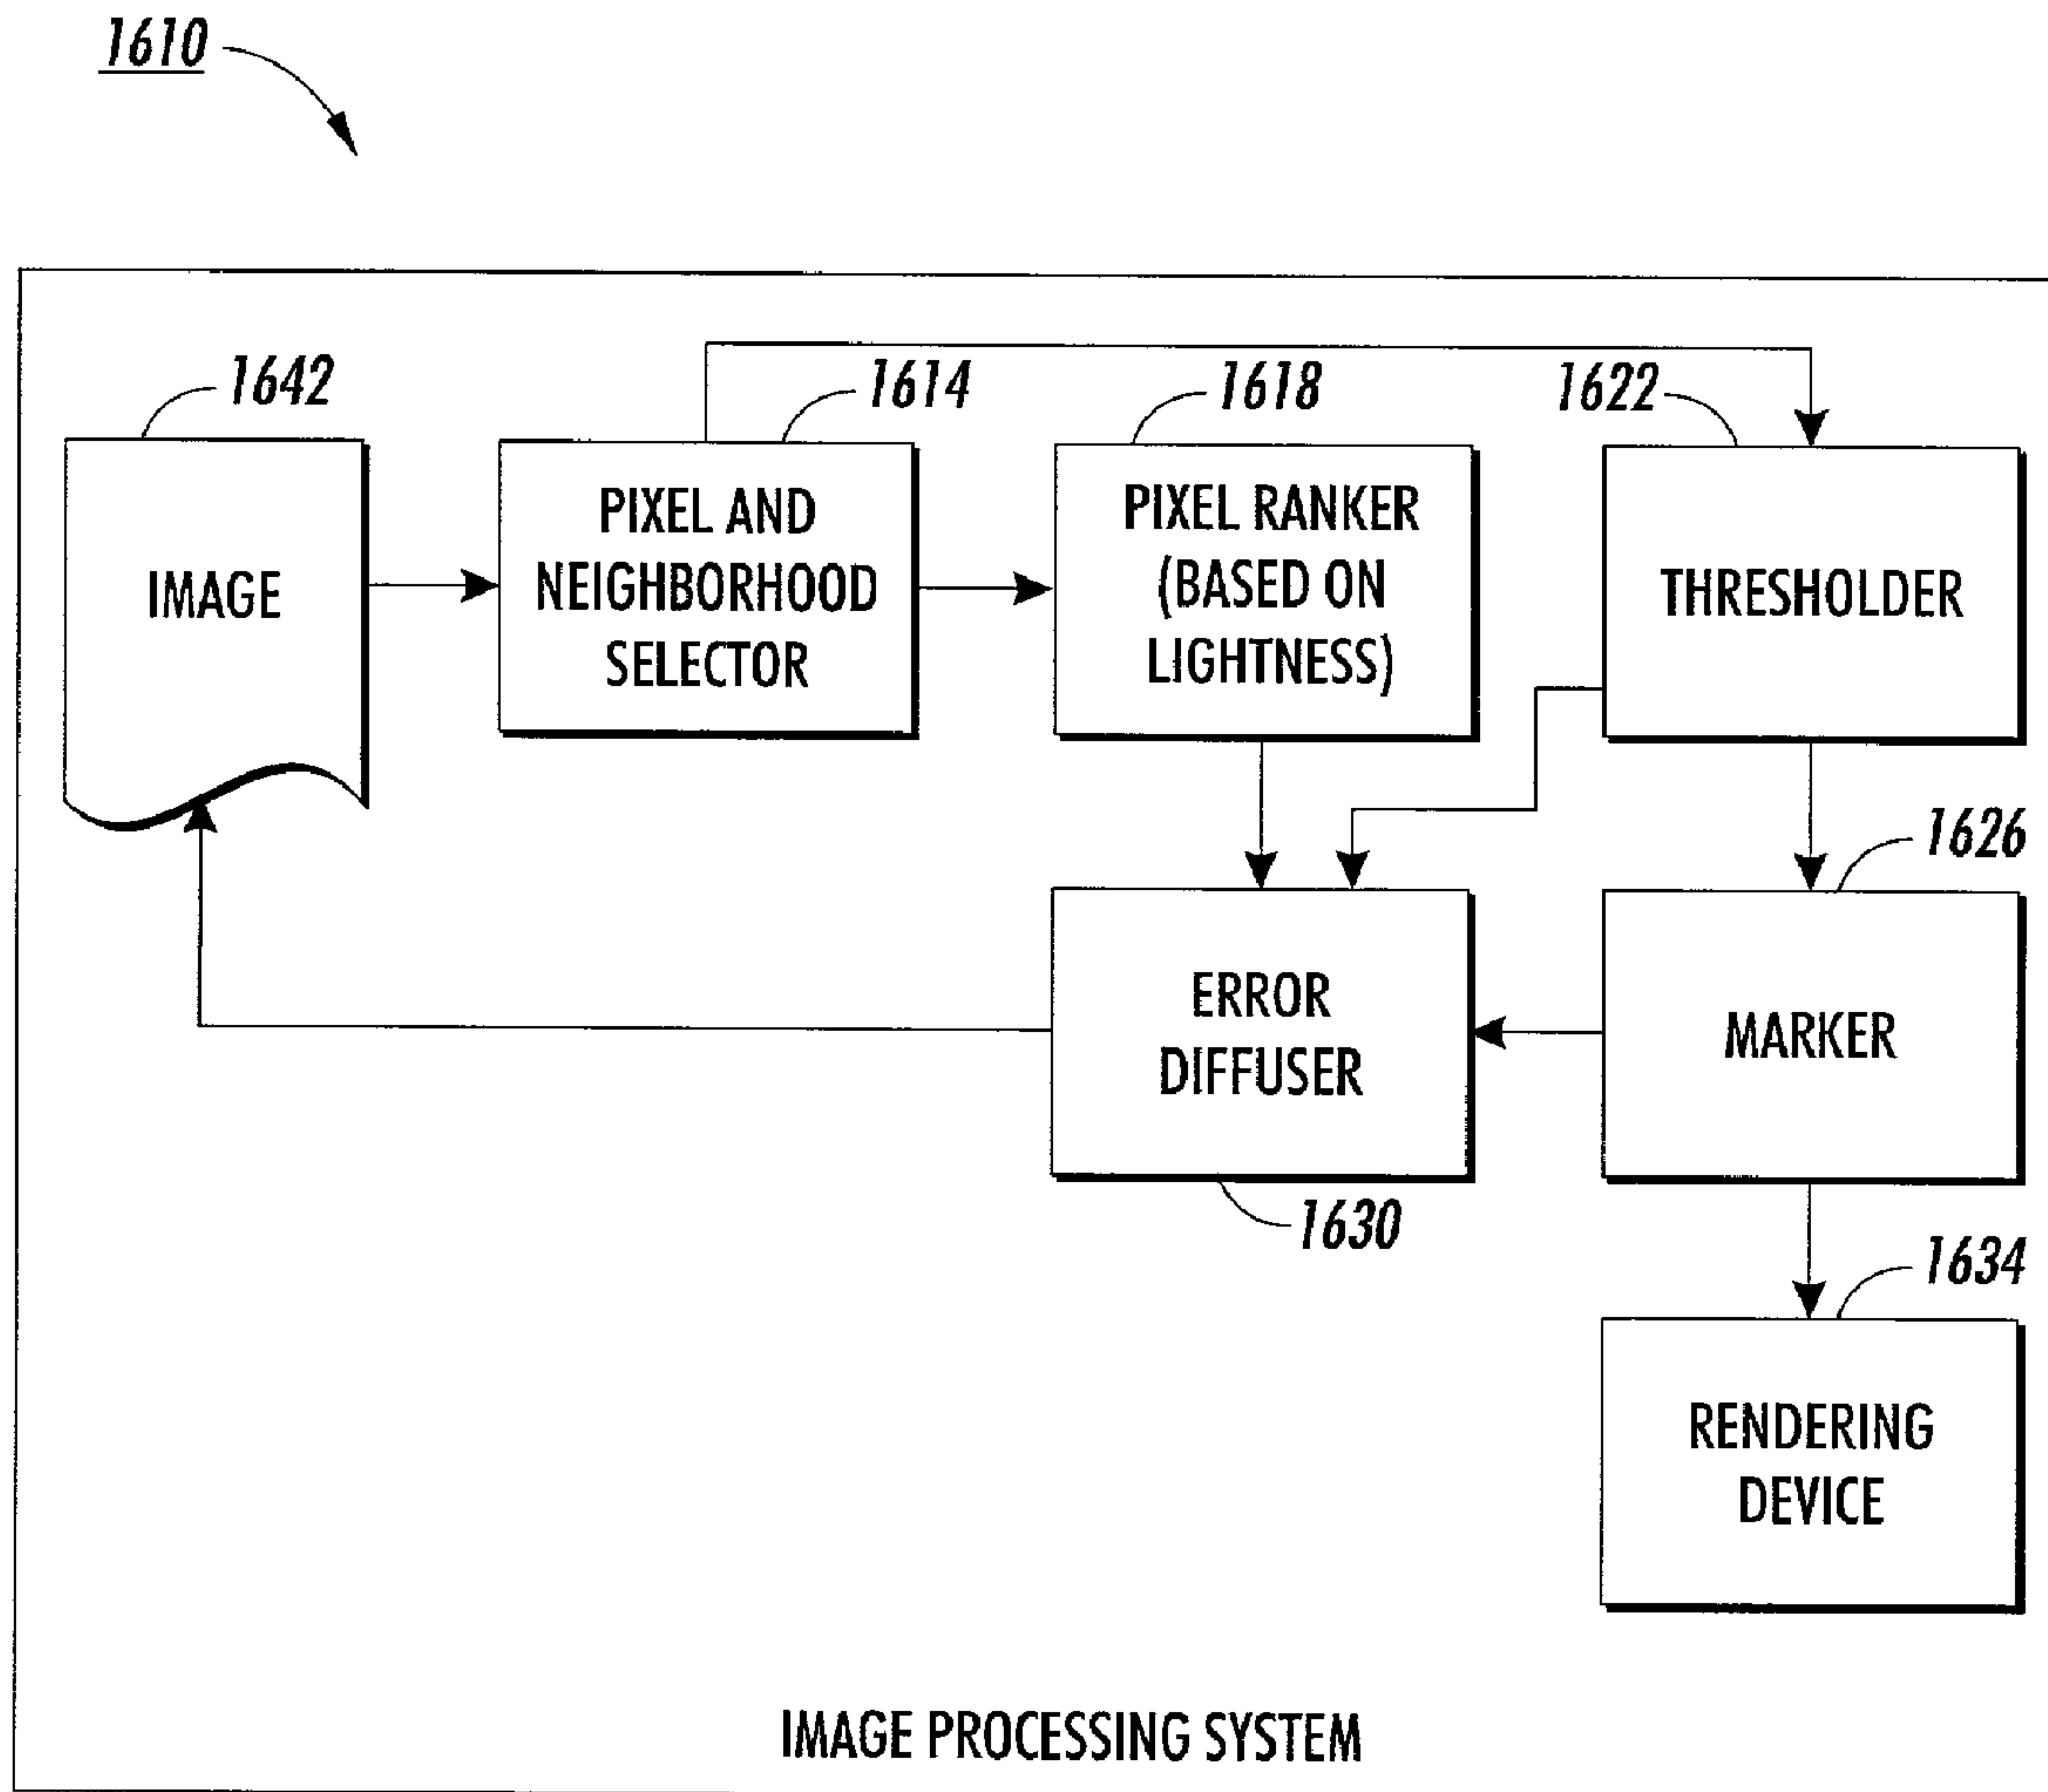 1610
1642
1614
1618
1622
IMAGE
PIXEL AND
NEIGHBORHOOD
SELECTOR
PIXEL RANKER
(BASED ON
LIGHTNESS)
THRESHOLDER
1626
ERROR
DIFFUSER
MARKER
1630
1634
RENDERING
DEVICE
IMAGE PROCESSING SYSTEM